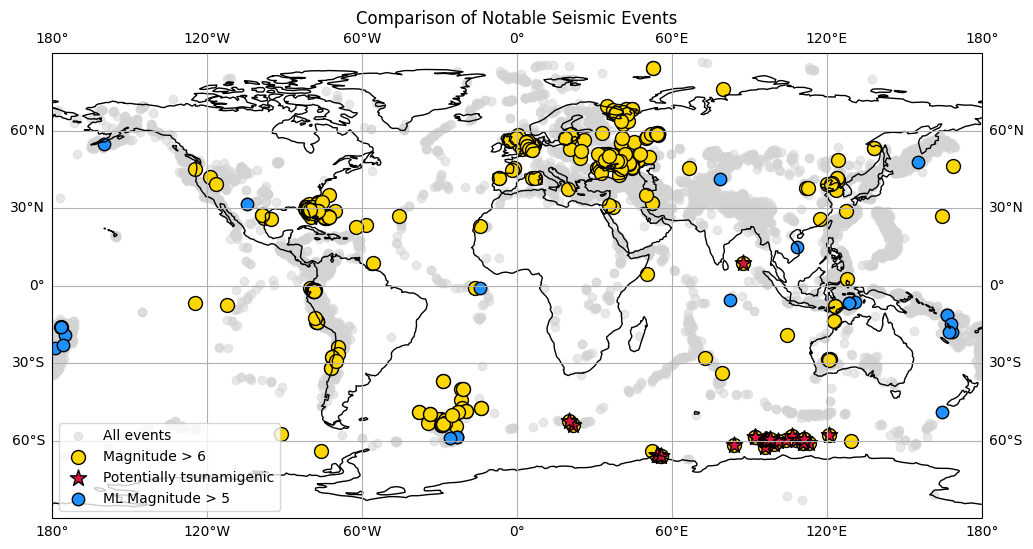 Comparison of Notable Seismic Events
180° 120°W 60°W 0° 60°E 120°E 180°
60°N 60°N
30°N 30°N
0° 0°
30°S 30°S
60°S 60°S
All events
Magnitude > 6
Potentially tsunamigenic
ML Magnitude > 5
180° 120°W 60°W 0° 60°E 120°E 180°